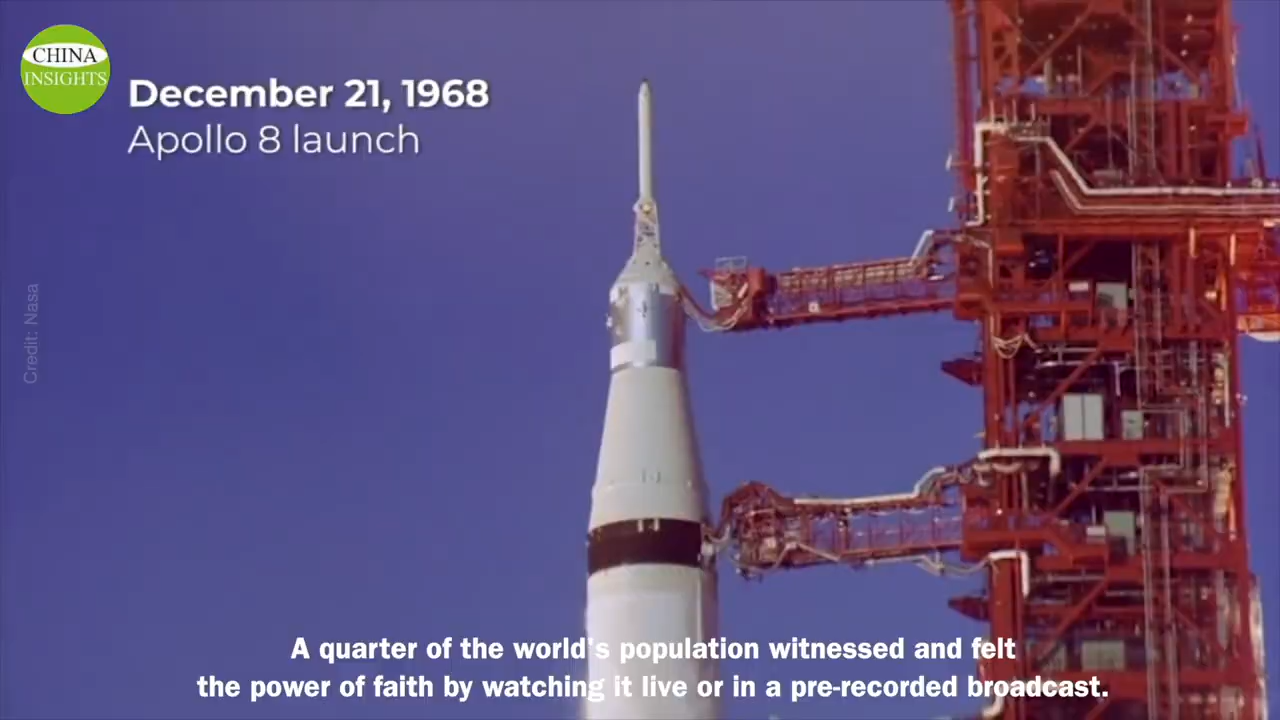 CHINA
INSIGHTS
December 21, 1968
Apollo 8 launch
Credit: Nasa
A quarter of the world's population witnessed and felt
the power of faith by watching it live or in a pre-recorded broadcast.